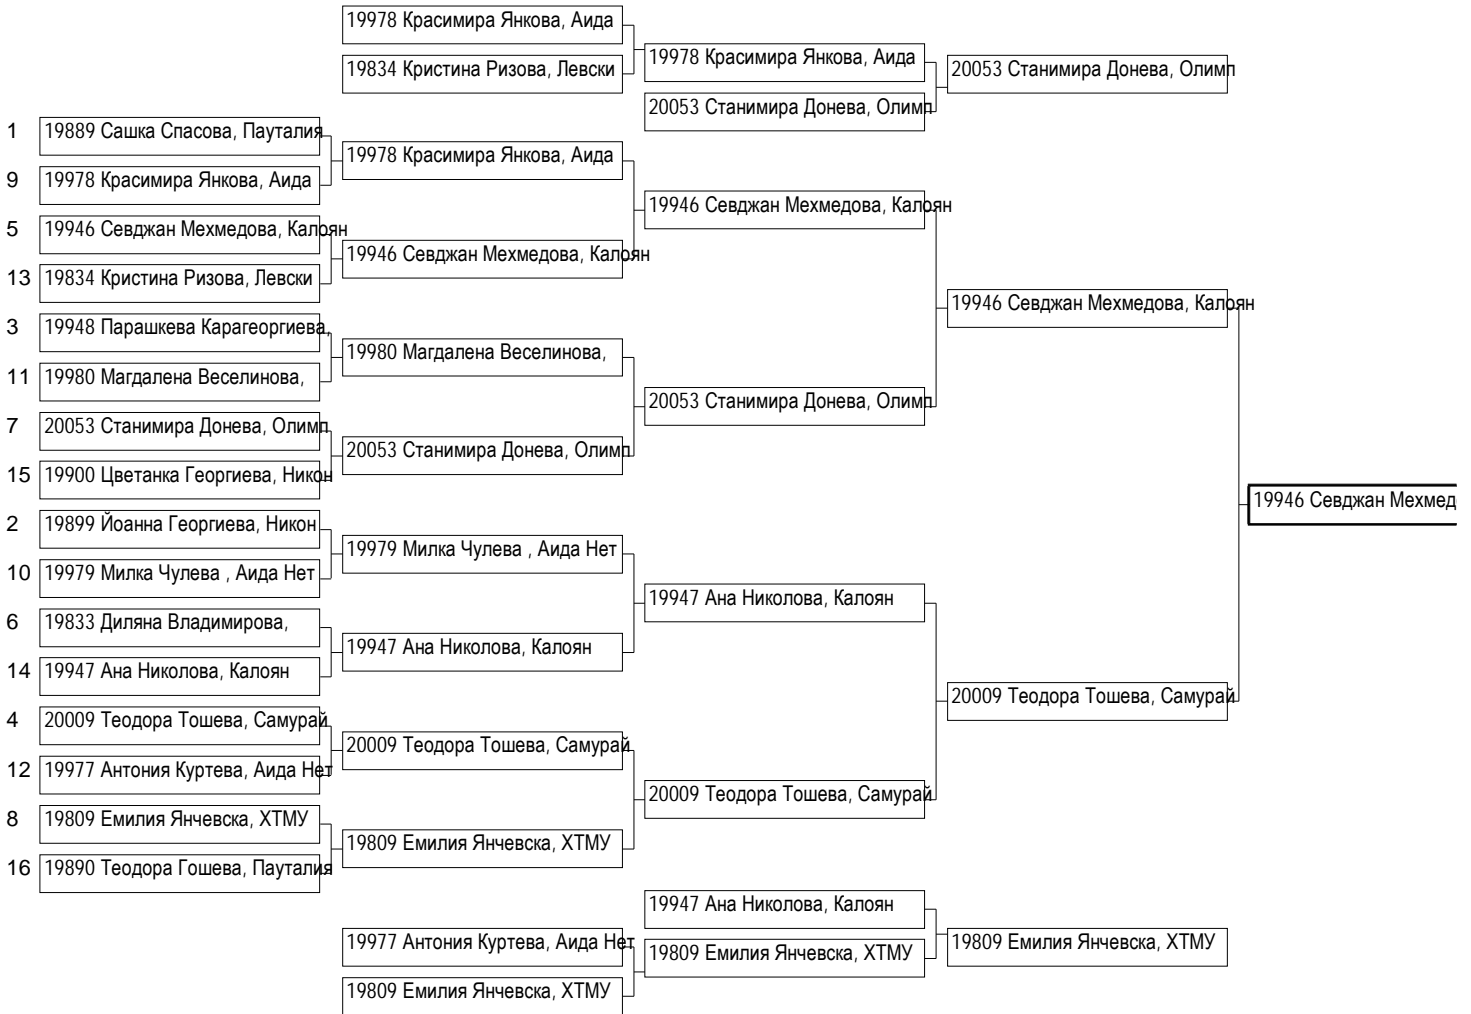 19978 Красимира Янкова, Аида
19834 Кристина Ризова, Левски
19978 Красимира Янкова, Аида
20053 Станимира Донева, Олимп
20053 Станимира Донева, Олимп
1 19889 Сашка Спасова, Пауталия
9 19978 Красимира Янкова, Аида
5 19946 Севджан Мехмедова, Калоян
13 19834 Кристина Ризова, Левски
3 19948 Парашкева Карагеоргиева,
11 19980 Магдалена Веселинова,
7 20053 Станимира Донева, Олимп
15 19900 Цветанка Георгиева, Никон
2 19899 Йоанна Георгиева, Никон
10 19979 Милка Чулева , Аида Нет
6 19833 Диляна Владимирова,
14 19947 Ана Николова, Калоян
4 20009 Теодора Тошева, Самурай
12 19977 Антония Куртева, Аида Нет
8 19809 Емилия Янчевска, ХТМУ
16 19890 Теодора Гошева, Пауталия
19978 Красимира Янкова, Аида
19946 Севджан Мехмедова, Калоян
19980 Магдалена Веселинова,
20053 Станимира Донева, Олимп
19979 Милка Чулева , Аида Нет
19947 Ана Николова, Калоян
20009 Теодора Тошева, Самурай
19809 Емилия Янчевска, ХТМУ
19946 Севджан Мехмедова, Калоян
20053 Станимира Донева, Олимп
19947 Ана Николова, Калоян
20009 Теодора Тошева, Самурай
19946 Севджан Мехмедова, Калоян
20009 Теодора Тошева, Самурай
19946 Севджан
19977 Антония Куртева, Аида Нет
19809 Емилия Янчевска, ХТМУ
19947 Ана Николова, Калоян
19809 Емилия Янчевска, ХТМУ
19809 Емилия Янчевска, ХТМУ